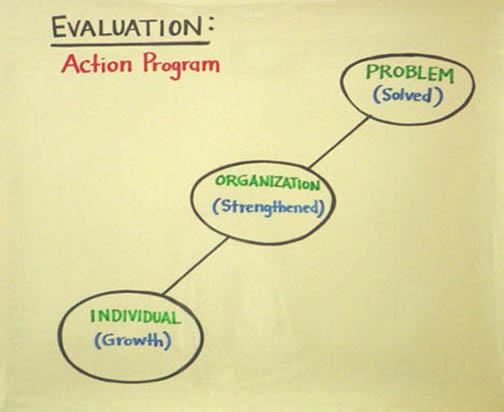 EVALUATION:
Action Program
PROBLEM
(Solved)
ORGANIZATION
(Strengthened)
INDIVIDUAL
(Growth)